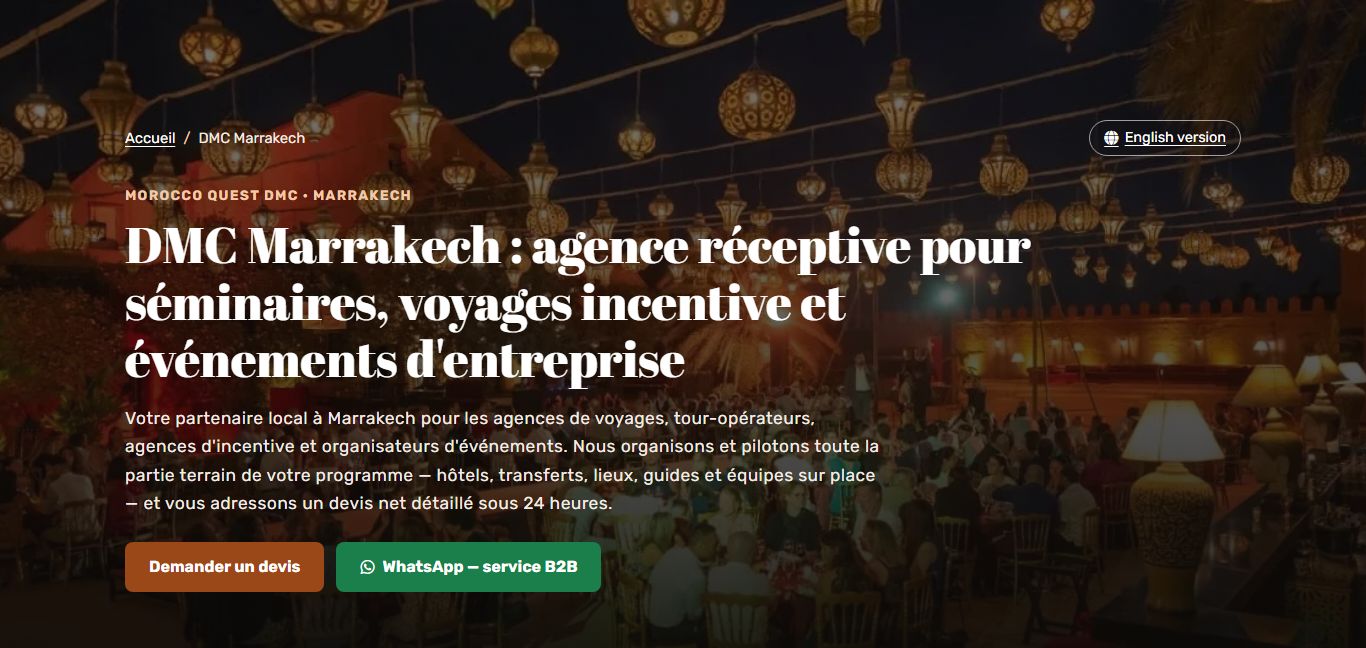 Accueil / DMC Marrakech
English version
MOROCCO QUEST DMC • MARRAKECH
DMC Marrakech : agence réceptive pour
séminaires, voyages incentive et
événements d'entreprise
Votre partenaire local à Marrakech pour les agences de voyages, tour-opérateurs,
agences d'incentive et organisateurs d'événements. Nous organisons et pilotons toute la
partie terrain de votre programme — hôtels, transferts, lieux, guides et équipes sur place
— et vous adressons un devis net détaillé sous 24 heures.
Demander un devis
WhatsApp — service B2B